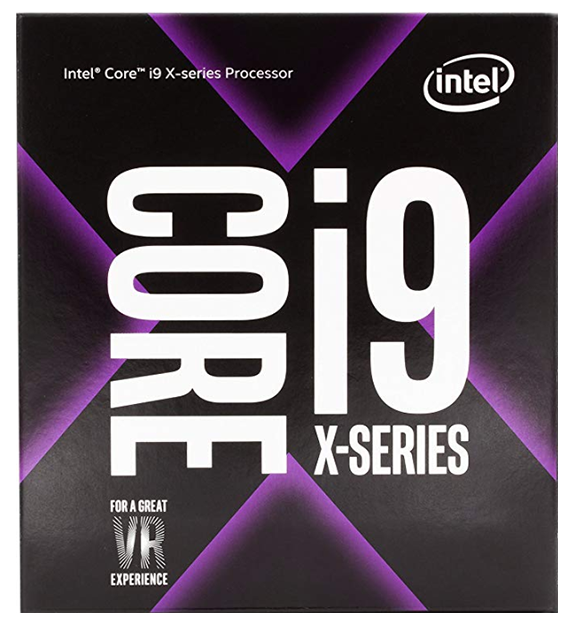 Intel® Core™ i9 X-series Processor
intel®
CORE
i9
X-SERIES
FOR A GREAT
VR
EXPERIENCE